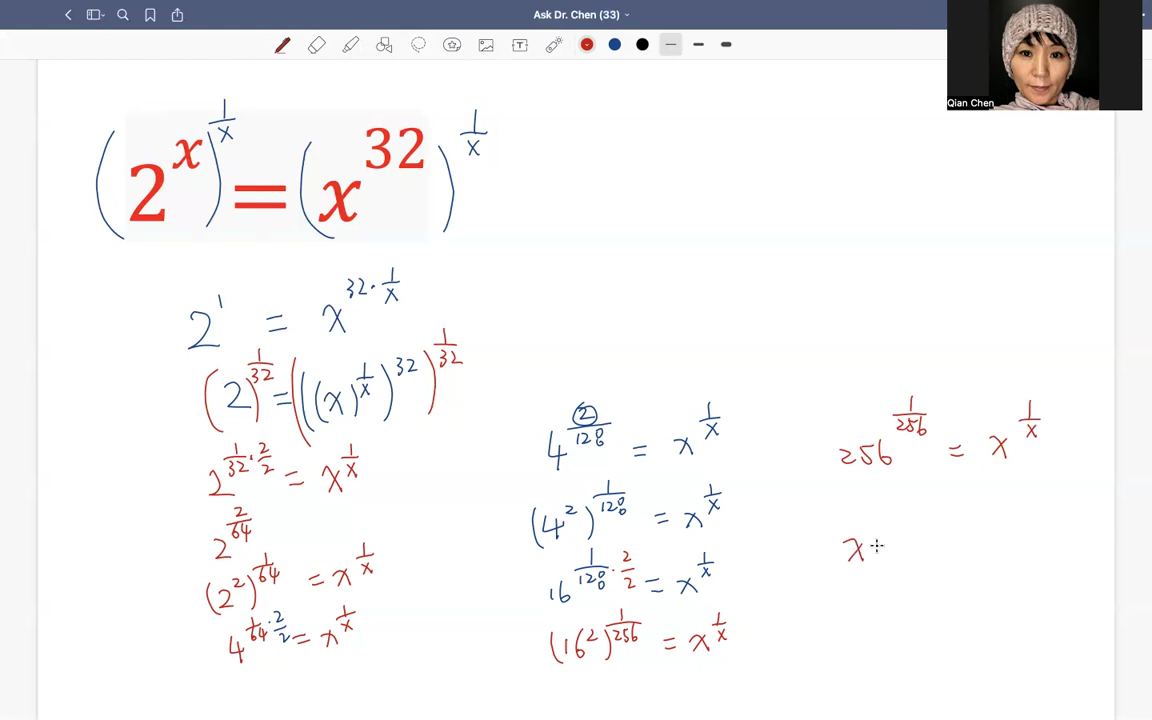 Ask Dr. Chen (33)
Qian Chen
(2^x)^{1/x} = (x^{32})^{1/x}
2^1 = x^{32·1/x}
(2)^{1/32} = (((x)^{1/x})^{32})^{1/32}
2^{1/32·2/2} = x^{1/x}
2^{2/64}
(2^2)^{1/64} = x^{1/x}
4^{1/64·2/2} = x^{1/x}
4^{2/128} = x^{1/x}
(4^2)^{1/128} = x^{1/x}
16^{1/128·2/2} = x^{1/x}
(16^2)^{1/256} = x^{1/x}
256^{1/256} = x^{1/x}
x